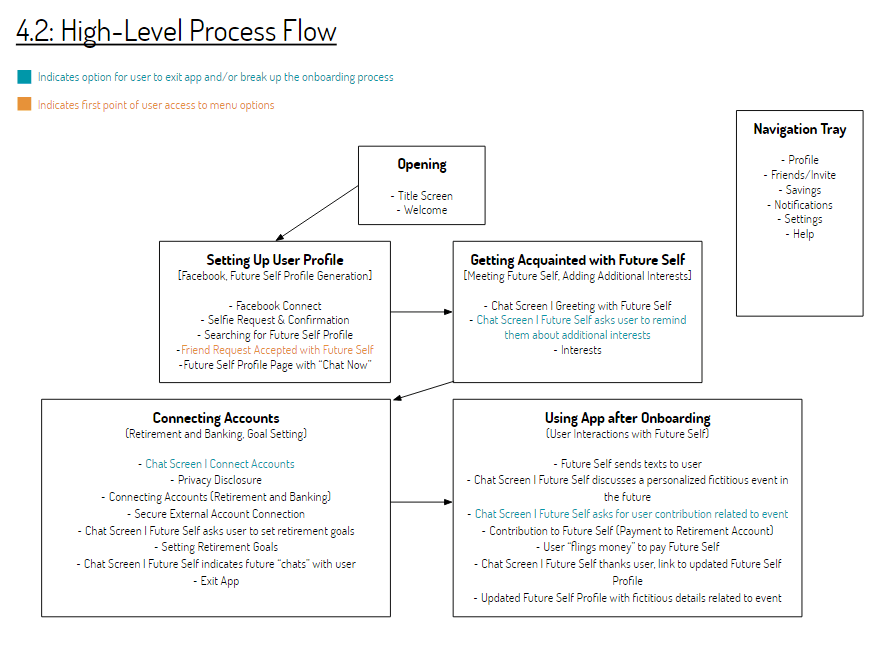 4.2: High-Level Process Flow
Indicates option for user to exit app and/or break up the onboarding process
Indicates first point of user access to menu options
Navigation Tray
- Profile
- Friends/Invite
- Savings
- Notifications
- Settings
- Help
Opening
- Title Screen
- Welcome
Setting Up User Profile
[Facebook, Future Self Profile Generation]
- Facebook Connect
- Selfie Request & Confirmation
- Searching for Future Self Profile
-Friend Request Accepted with Future Self
-Future Self Profile Page with “Chat Now”
Getting Acquainted with Future Self
[Meeting Future Self, Adding Additional Interests]
- Chat Screen | Greeting with Future Self
- Chat Screen | Future Self asks user to remind
them about additional interests
- Interests
Connecting Accounts
(Retirement and Banking, Goal Setting)
- Chat Screen | Connect Accounts
- Privacy Disclosure
- Connecting Accounts (Retirement and Banking)
- Secure External Account Connection
- Chat Screen | Future Self asks user to set retirement goals
- Setting Retirement Goals
- Chat Screen | Future Self indicates future “chats” with user
- Exit App
Using App after Onboarding
(User Interactions with Future Self)
- Future Self sends texts to user
- Chat Screen | Future Self discusses a personalized fictitious event in
the future
- Chat Screen | Future Self asks for user contribution related to event
- Contribution to Future Self (Payment to Retirement Account)
- User “flings money” to pay Future Self
- Chat Screen | Future Self thanks user, link to updated Future Self
Profile
- Updated Future Self Profile with fictitious details related to event